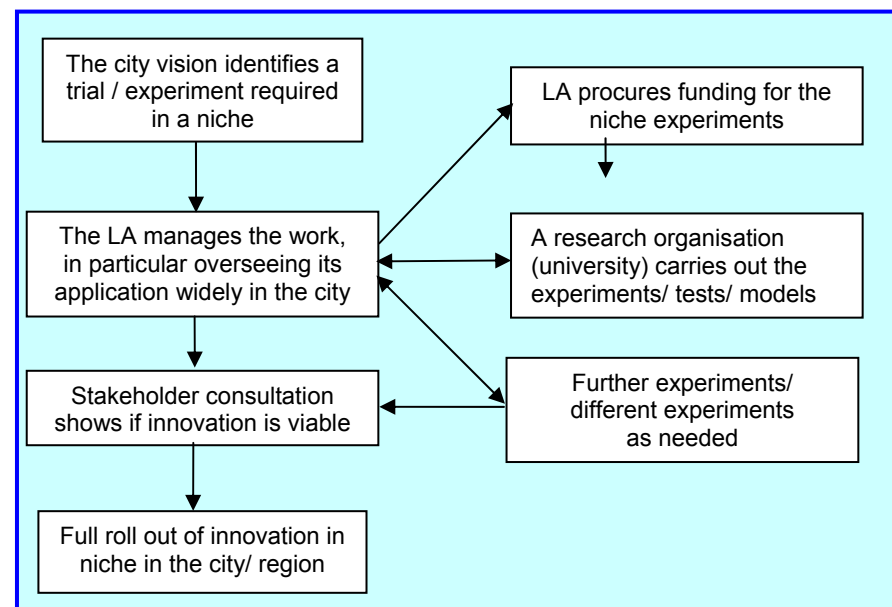 The city vision identifies a
trial / experiment required
in a niche
LA procures funding for the
niche experiments
The LA manages the work,
in particular overseeing its
application widely in the city
A research organisation
(university) carries out the
experiments/ tests/ models
Stakeholder consultation
shows if innovation is viable
Further experiments/
different experiments
as needed
Full roll out of innovation in
niche in the city/ region